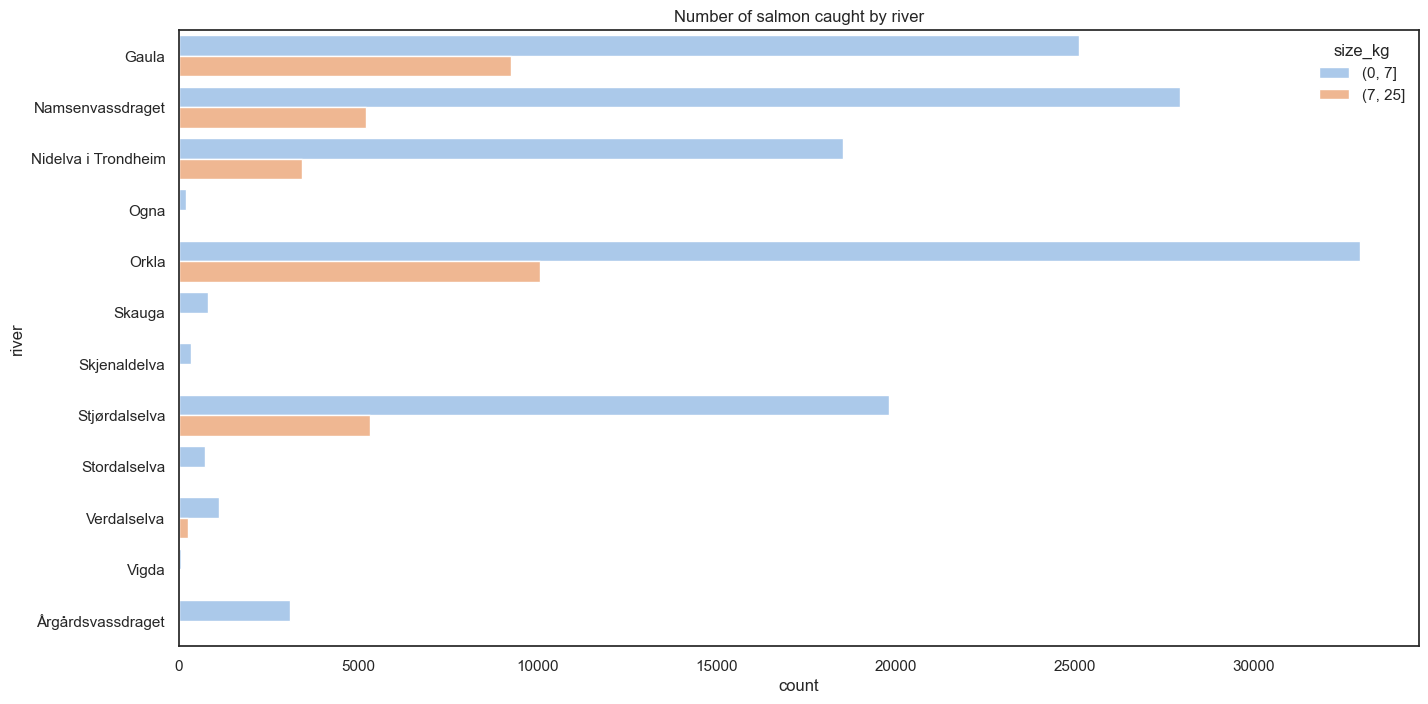 Number of salmon caught by river
size_kg
(0, 7]
(7, 25]
river
Gaula
Namsenvassdraget
Nidelva i Trondheim
Ogna
Orkla
Skauga
Skjenaldelva
Stjørdalselva
Stordalselva
Verdalselva
Vigda
Årgårdsvassdraget
0 5000 10000 15000 20000 25000 30000
count